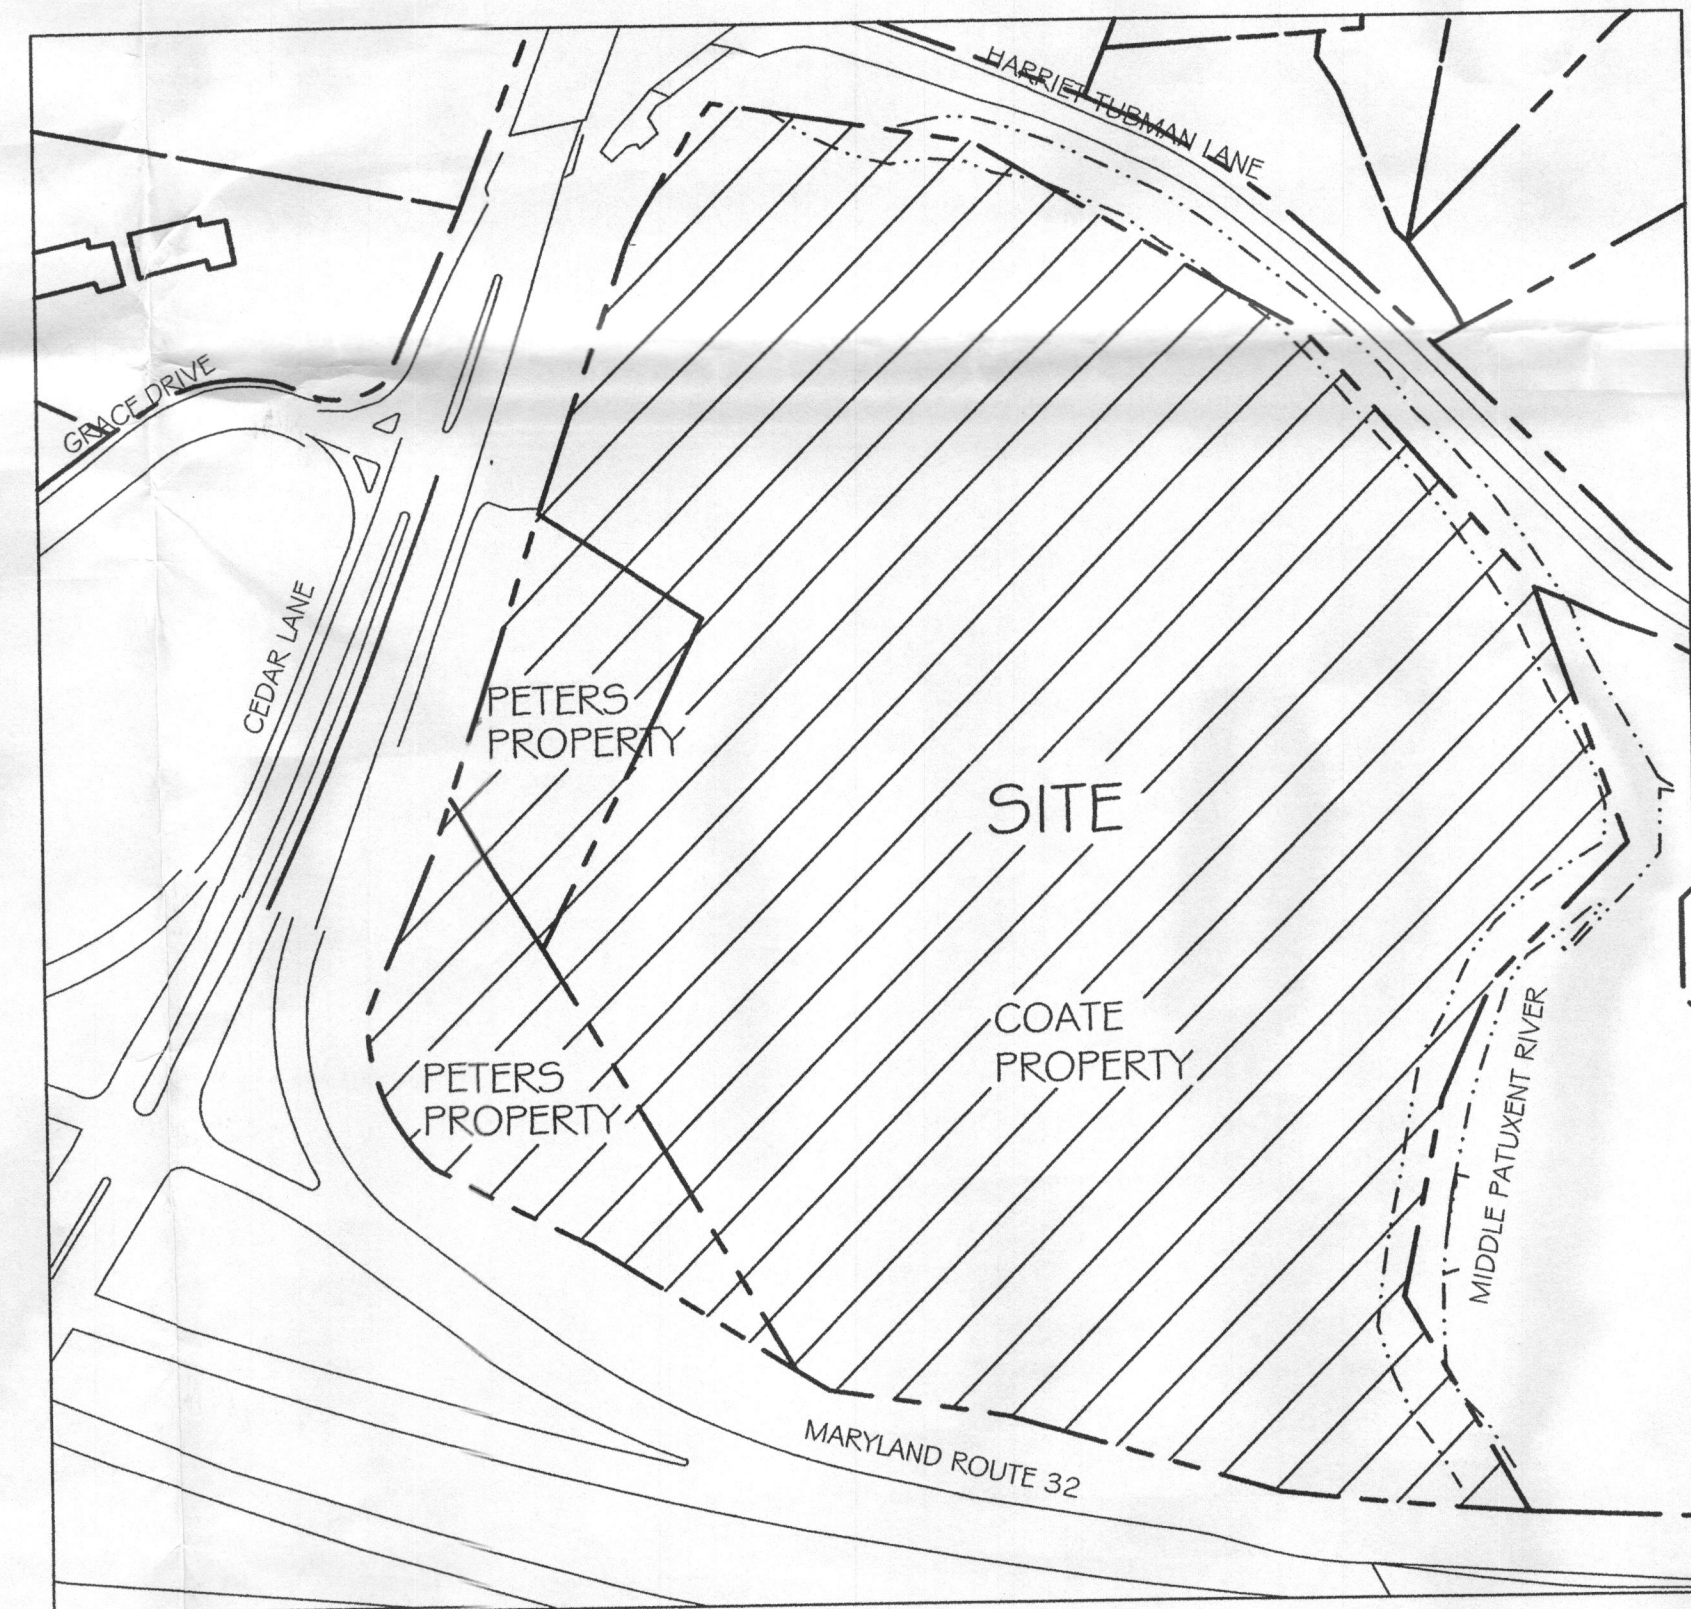 HARRIET TUBMAN LANE
GRACE DRIVE
CEDAR LANE
PETERS
PROPERTY
SITE
COATE
PROPERTY
PETERS
PROPERTY
MIDDLE PATUXENT RIVER
MARYLAND ROUTE 32